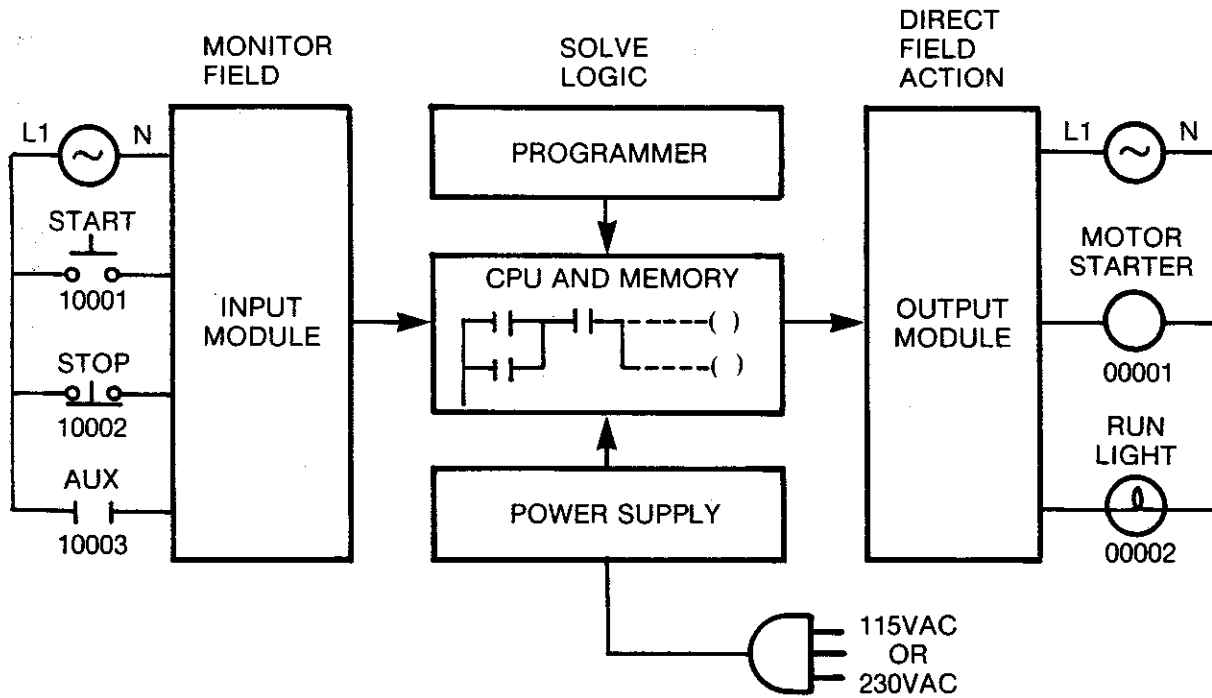 MONITOR
FIELD
SOLVE
LOGIC
DIRECT
FIELD
ACTION
L1
N
START
10001
STOP
10002
AUX
10003
INPUT
MODULE
PROGRAMMER
CPU AND MEMORY
POWER SUPPLY
115VAC
OR
230VAC
OUTPUT
MODULE
L1
N
MOTOR
STARTER
00001
RUN
LIGHT
00002